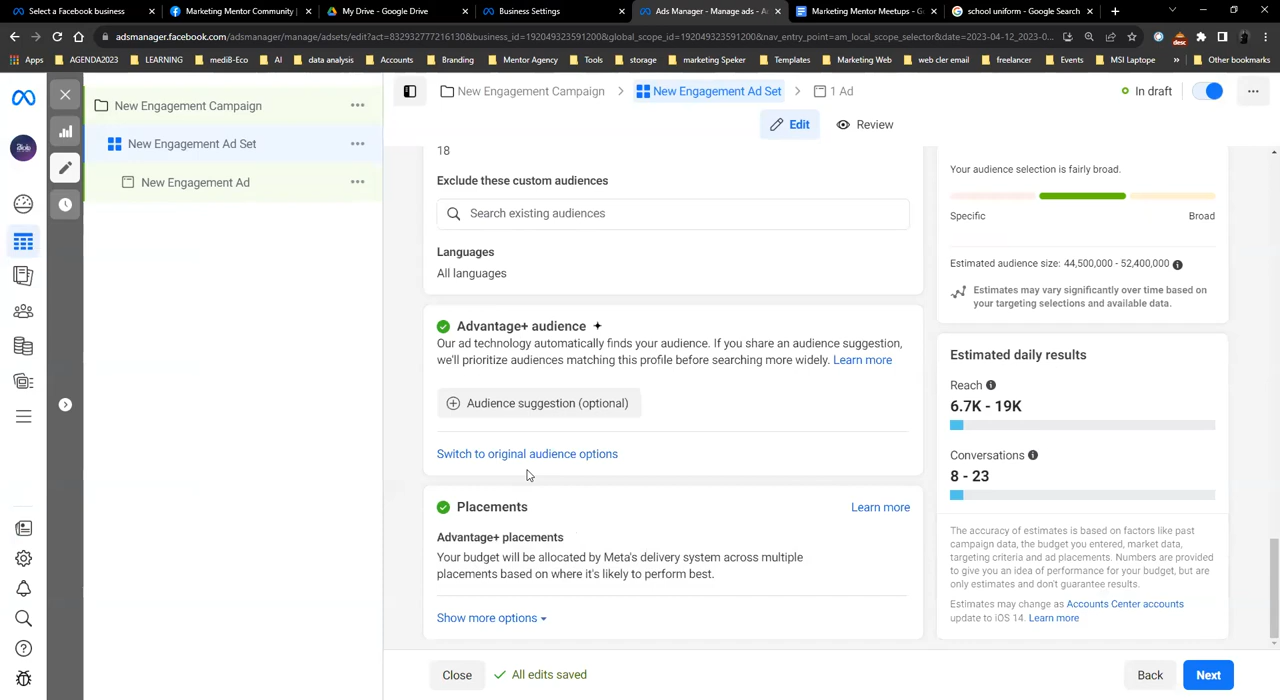 Select a Facebook business
Marketing Mentor Community |
My Drive - Google Drive
Business Settings
Ads Manager - Manage ads - Ad
Marketing Mentor Meetups - G
school uniform - Google Search
adsmanager.facebook.com/adsmanager/manage/adsets/edit?act=832932777216130&business_id=192049323591200&global_scope_id=192049323591200&nav_entry_point=am_local_scope_selector&date=2023-04-12_2023-0...
Apps
AGENDA2023
LEARNING
medi8-Eco
AI
data analysis
Accounts
Branding
Mentor Agency
Tools
storage
marketing Speker
Templates
Marketing Web
web cler email
freelancer
Events
MSI Laptope
»
Other bookmarks
New Engagement Campaign
New Engagement Ad Set
New Engagement Ad
New Engagement Campaign > New Engagement Ad Set > 1 Ad
In draft
Edit
Review
18
Exclude these custom audiences
Search existing audiences
Languages
All languages
Advantage+ audience
Our ad technology automatically finds your audience. If you share an audience suggestion,
we'll prioritize audiences matching this profile before searching more widely. Learn more
Audience suggestion (optional)
Switch to original audience options
Placements
Learn more
Advantage+ placements
Your budget will be allocated by Meta's delivery system across multiple
placements based on where it's likely to perform best.
Show more options
Your audience selection is fairly broad.
Specific
Broad
Estimated audience size: 44,500,000 - 52,400,000
Estimates may vary significantly over time based on
your targeting selections and available data.
Estimated daily results
Reach
6.7K - 19K
Conversations
8 - 23
The accuracy of estimates is based on factors like past
campaign data, the budget you entered, market data,
targeting criteria and ad placements. Numbers are provided
to give you an idea of performance for your budget, but are
only estimates and don't guarantee results.
Estimates may change as Accounts Center accounts
update to iOS 14. Learn more
Close
All edits saved
Back
Next